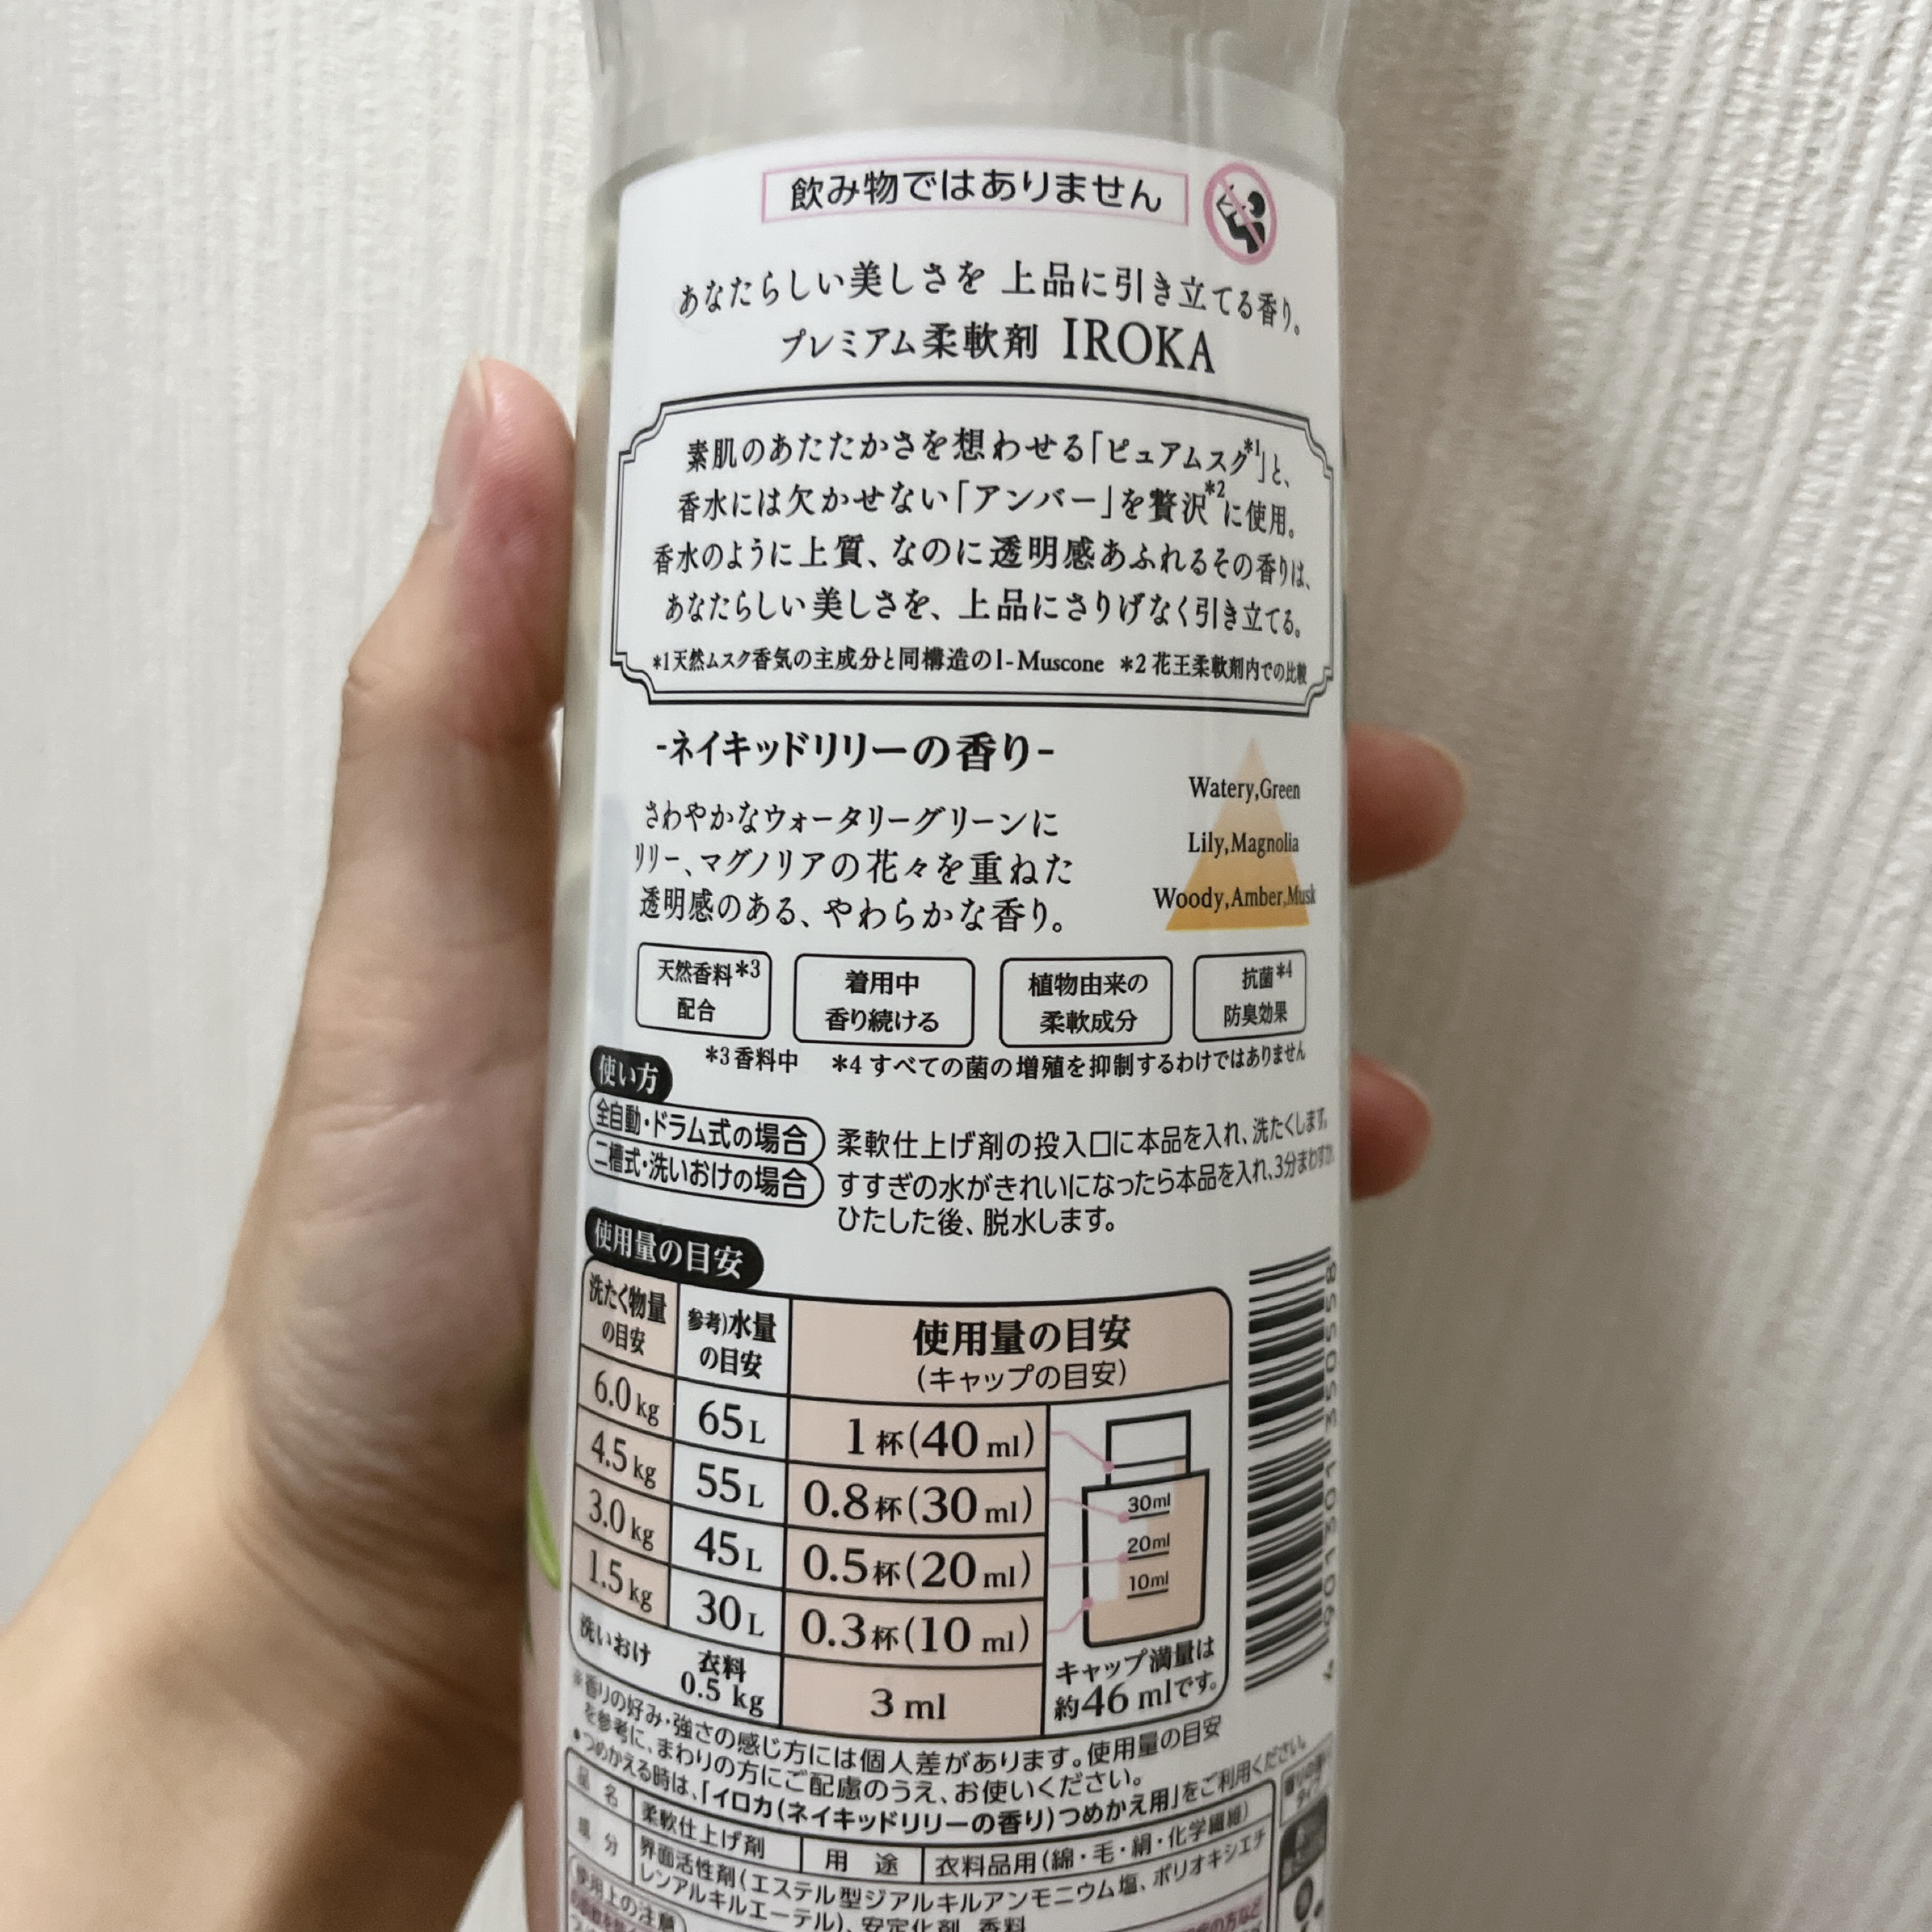 飲み物ではありません
あなたらしい美しさを 上品に引き立てる香り。
プレミアム柔軟剤 IROKA
素肌のあたたかさを想わせる「ピュアムスク*1」と、
香水には欠かせない「アンバー」を贅沢*2に使用。
香水のように上質、なのに透明感あふれるその香りは、
あなたらしい美しさを、上品にさりげなく引き立てる。
*1天然ムスク香気の主成分と同構造のl-Muscone *2 花王柔軟剤内での比較
-ネイキッドリリーの香り-
さわやかなウォータリーグリーンに
リリー、マグノリアの花々を重ねた
透明感のある、やわらかな香り。
Watery,Green
Lily,Magnolia
Woody,Amber,Musk
天然香料*3
配合
着用中
香り続ける
植物由来の
柔軟成分
抗菌*4
防臭効果
*3香料中 *4 すべての菌の増殖を抑制するわけではありません
使い方
全自動・ドラム式の場合 柔軟仕上げ剤の投入口に本品を入れ、洗たくします。
二槽式・洗いおけの場合 すすぎの水がきれいになったら本品を入れ、3分まわすか、
ひたした後、脱水します。
使用量の目安
洗たく物量
の目安
参考)水量
の目安
使用量の目安
(キャップの目安)
6.0kg 65L 1杯(40ml)
4.5kg 55L 0.8杯(30ml)
3.0kg 45L 0.5杯(20ml)
1.5kg 30L 0.3杯(10ml)
洗いおけ 衣料
0.5kg 3ml
30ml
20ml
10ml
キャップ満量は
約46mlです。
※香りの好み・強さの感じ方には個人差があります。使用量の目安
を参考に、まわりの方にご配慮のうえ、お使いください。
●つめかえる時は、「イロカ(ネイキッドリリーの香り)つめかえ用」をご利用ください。
品名 柔軟仕上げ剤 用途 衣料品用(綿・毛・絹・化学繊維)
成分 界面活性剤(エステル型ジアルキルアンモニウム塩、ポリオキシエチ
レンアルキルエーテル)、安定化剤、香料
使用上の注意